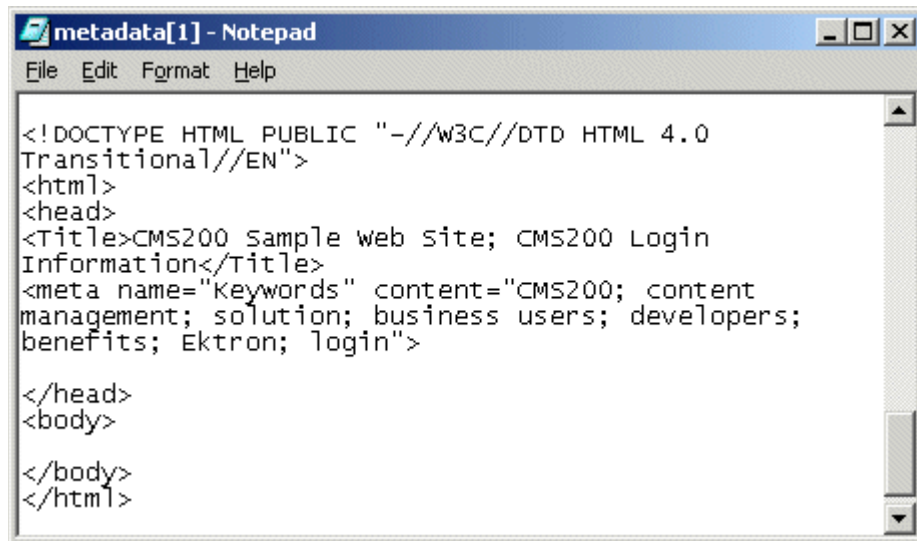 metadata[1] - Notepad
File Edit Format Help
<!DOCTYPE HTML PUBLIC "-//W3C//DTD HTML 4.0
Transitional//EN">
<html>
<head>
<Title>CMS200 Sample Web Site; CMS200 Login
Information</Title>
<meta name="Keywords" content="CMS200; content
management; solution; business users; developers;
benefits; Ektron; login">
</head>
<body>
</body>
</html>